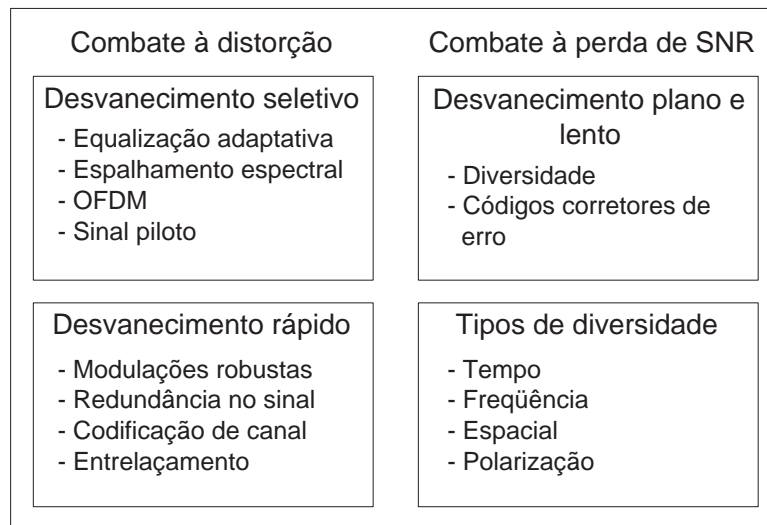 Combate à distorção
Desvanecimento seletivo
- Equalização adaptativa
- Espalhamento espectral
- OFDM
- Sinal piloto
Desvanecimento rápido
- Modulações robustas
- Redundância no sinal
- Codificação de canal
- Entrelaçamento
Combate à perda de SNR
Desvanecimento plano e
lento
- Diversidade
- Códigos corretores de
erro
Tipos de diversidade
- Tempo
- Freqüência
- Espacial
- Polarização